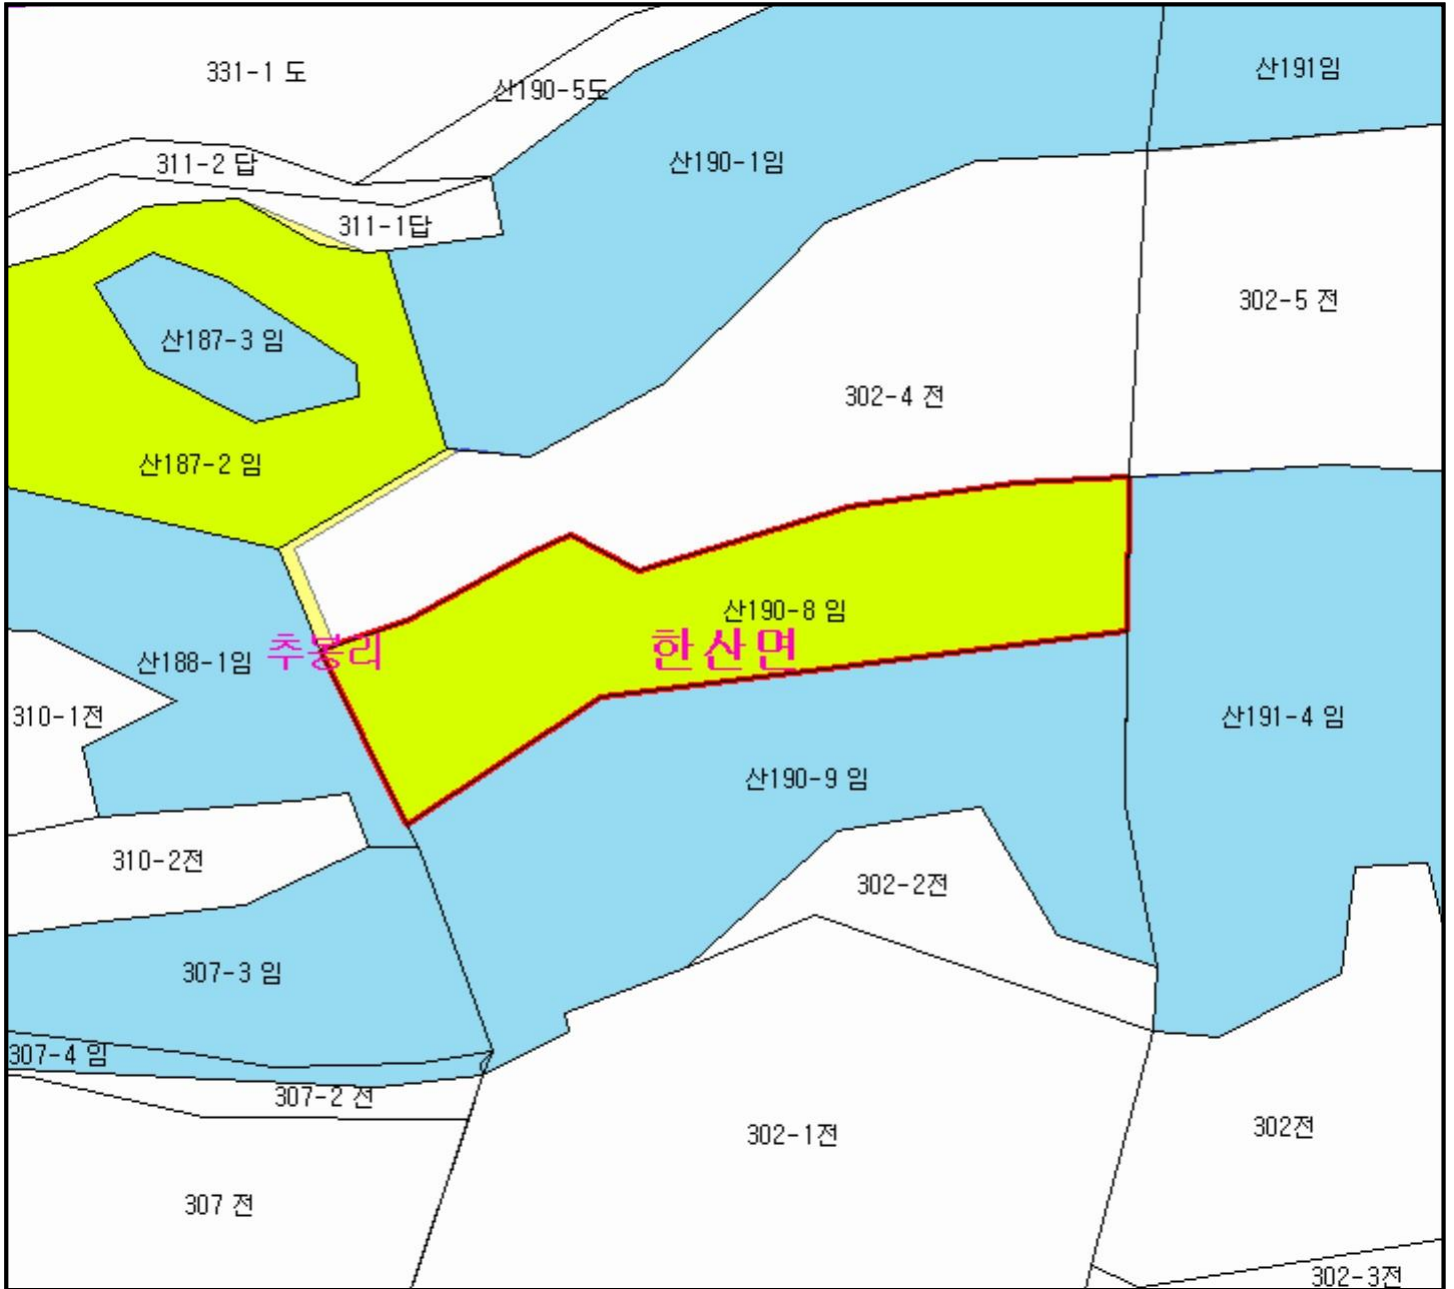 331-1 도
산190-5도
산191임
311-2 답
산190-1임
311-1답
302-5 전
산187-3 임
302-4 전
산187-2 임
산190-8 임
추봉리
한산면
산188-1임
310-1전
산191-4 임
산190-9 임
310-2전
302-2전
307-3 임
307-4 임
307-2 전
302-1전
302전
307 전
302-3전